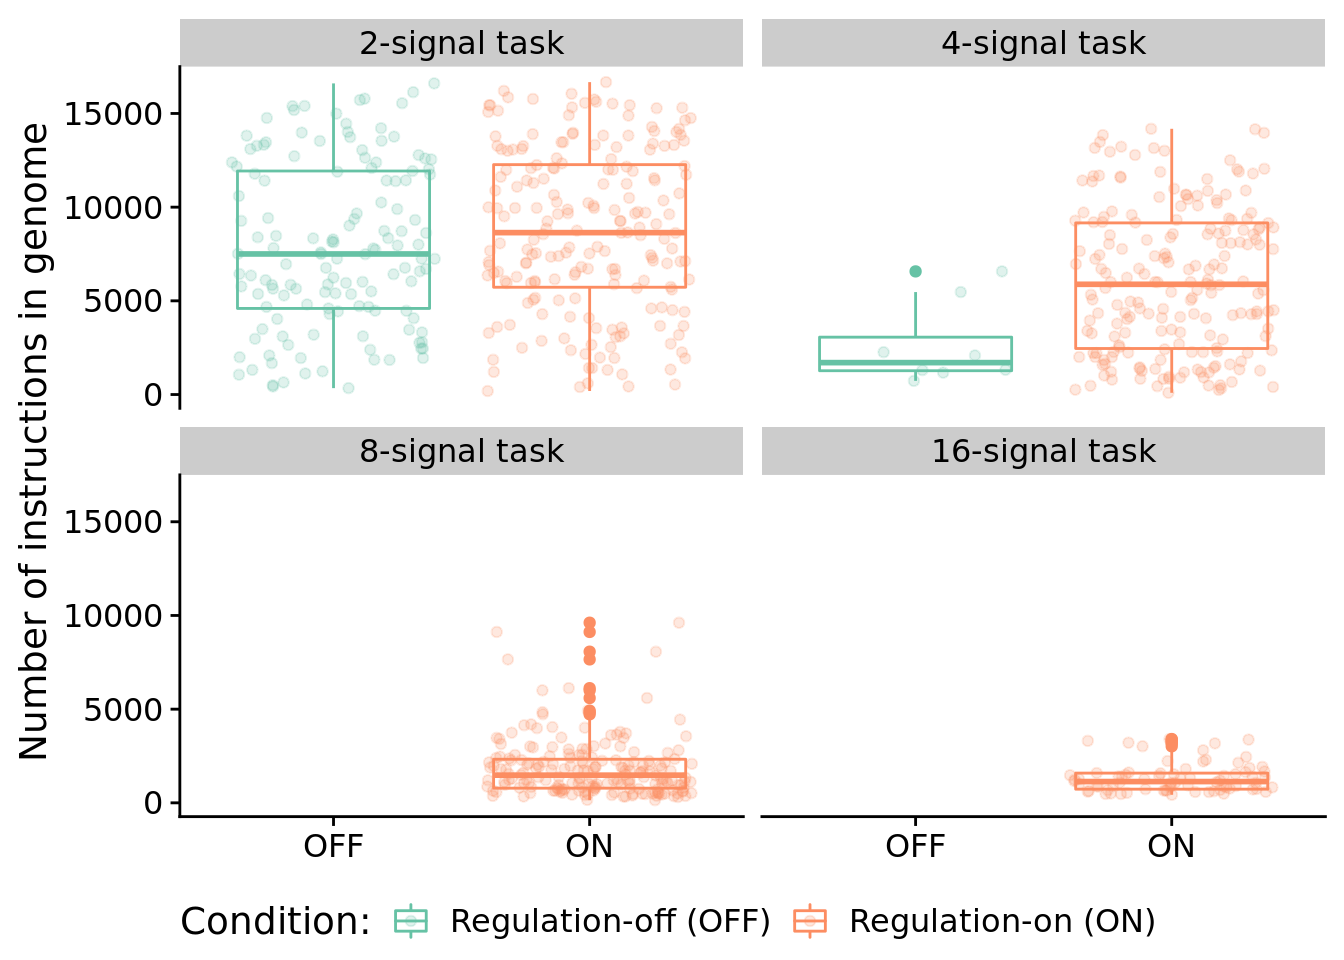 2-signal task
4-signal task
15000
10000
5000
0
8-signal task
16-signal task
15000
10000
5000
0
Number of instructions in genome
OFF
ON
OFF
ON
Condition: Regulation-off (OFF) Regulation-on (ON)